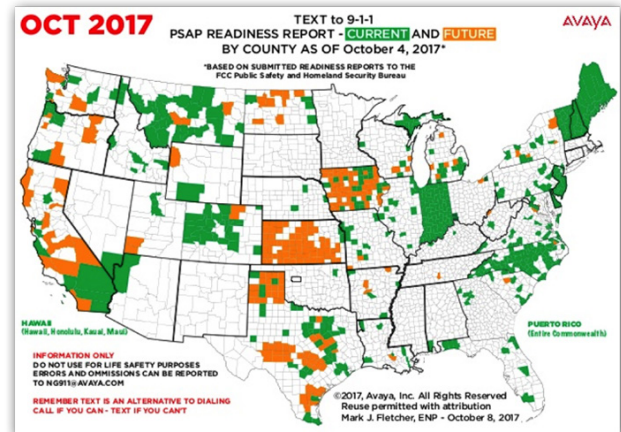 OCT 2017
TEXT to 9-1-1
PSAP READINESS REPORT - CURRENT AND FUTURE
BY COUNTY AS OF October 4, 2017*
*BASED ON SUBMITTED READINESS REPORTS TO THE
FCC Public Safety and Homeland Security Bureau
AVAYA
HAWAII
(Hawaii, Honolulu, Kauai, Maui)
PUERTO RICO
(Entire Commonwealth)
INFORMATION ONLY
DO NOT USE FOR LIFE SAFETY PURPOSES
ERRORS AND OMMISSIONS CAN BE REPORTED
TO NG911@AVAYA.COM
REMEMBER TEXT IS AN ALTERNATIVE TO DIALING
CALL IF YOU CAN - TEXT IF YOU CAN'T
©2017, Avaya, Inc. All Rights Reserved
Reuse permitted with attribution
Mark J. Fletcher, ENP - October 8, 2017